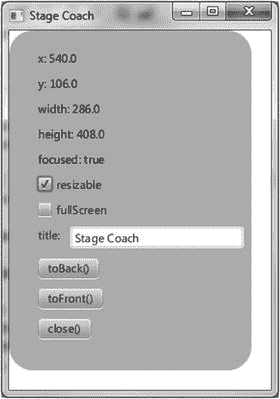 Stage Coach
x: 540.0
y: 106.0
width: 286.0
height: 408.0
focused: true
resizable
fullScreen
title: Stage Coach
toBack()
toFront()
close()